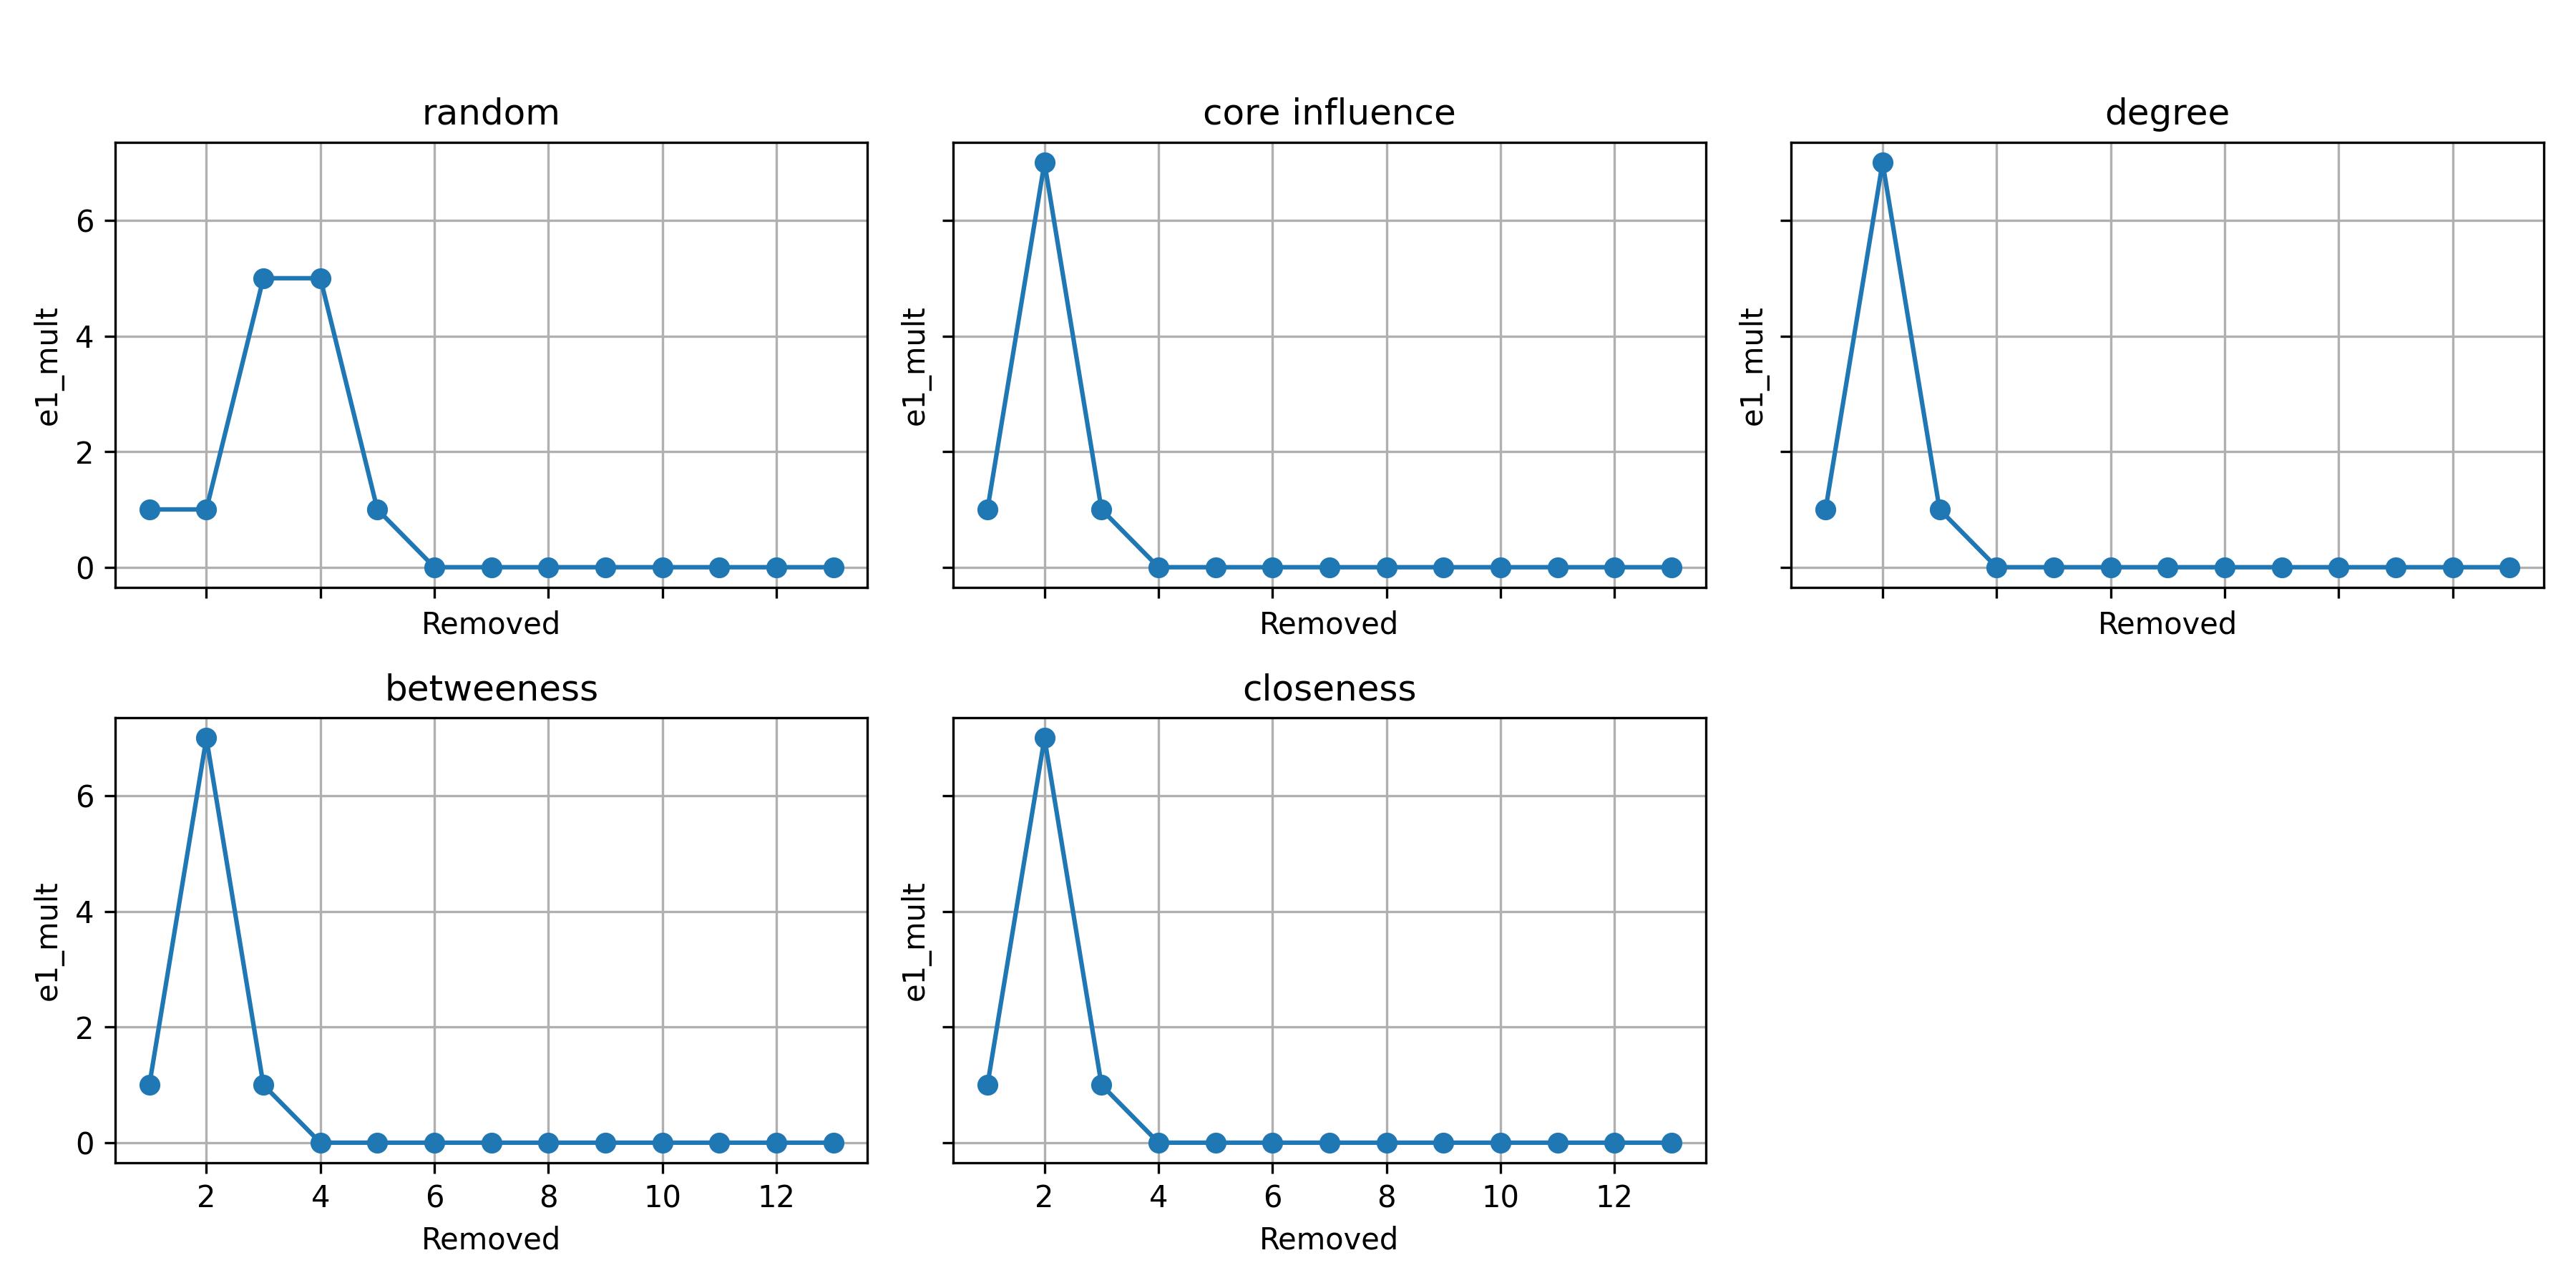 random
6
4
2
0
e1_mult
Removed
core influence
e1_mult
Removed
degree
e1_mult
Removed
betweeness
6
4
2
0
e1_mult
2 4 6 8 10 12
Removed
closeness
e1_mult
2 4 6 8 10 12
Removed